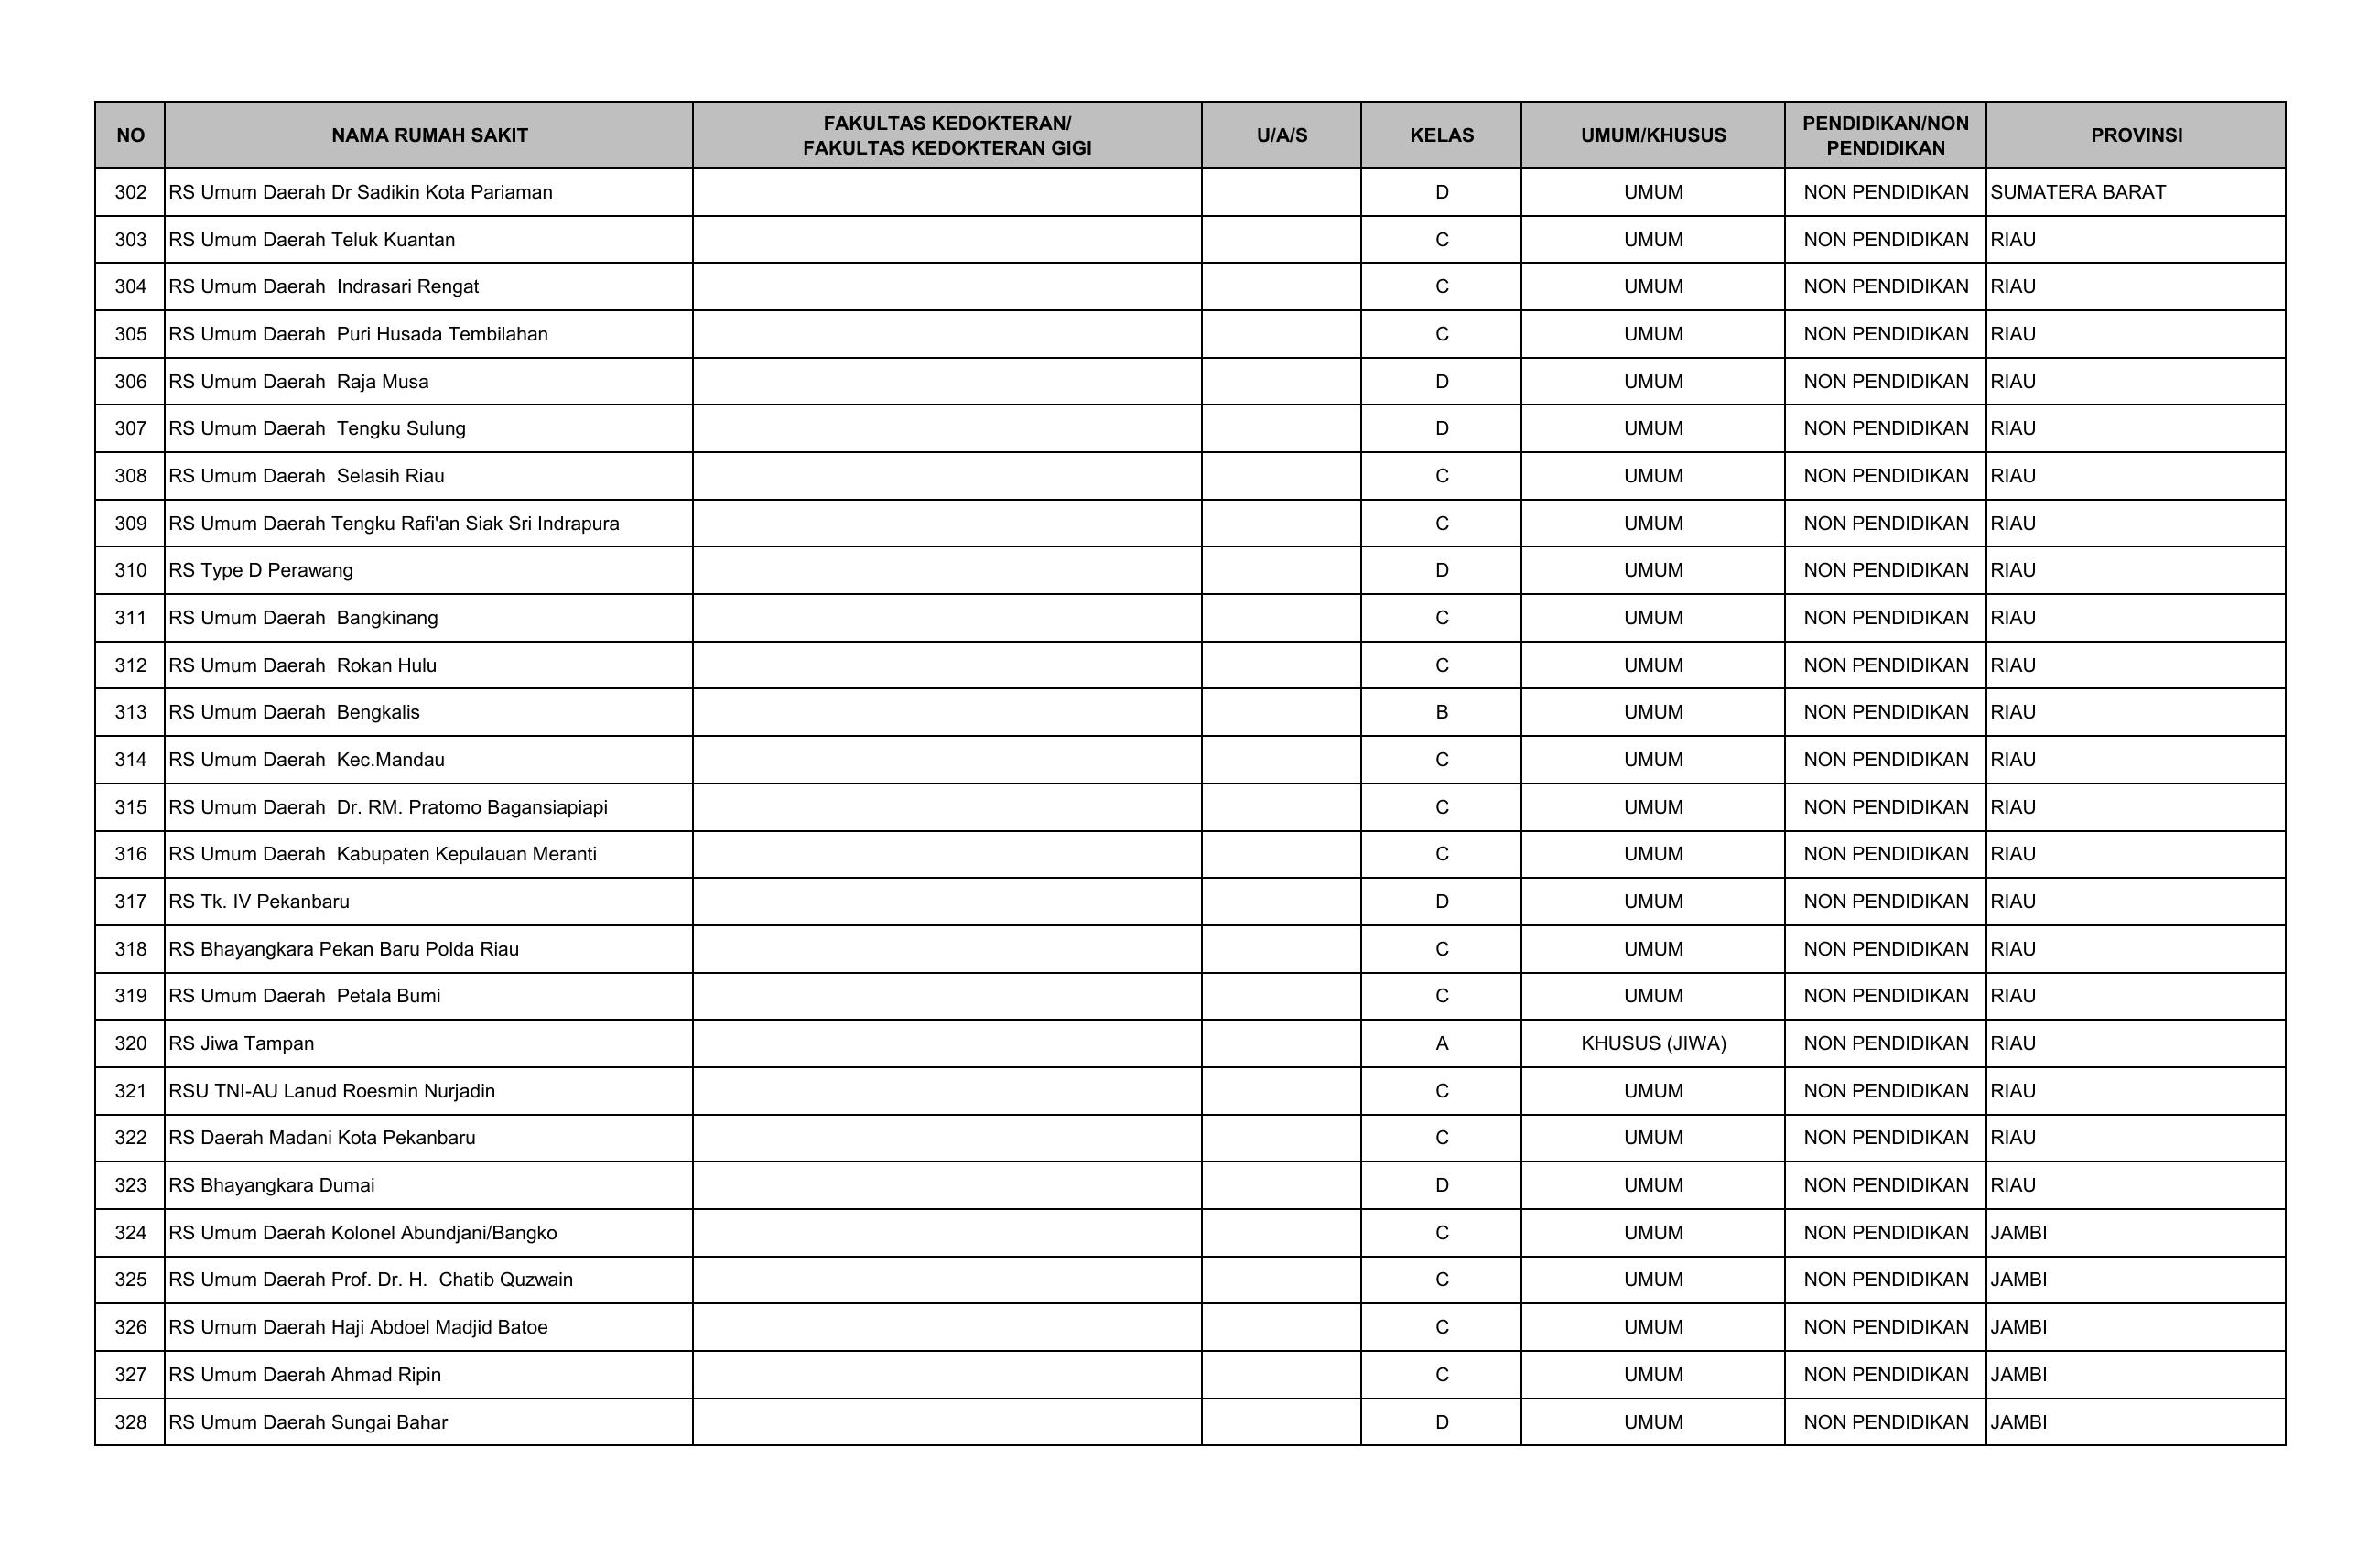 NO NAMA RUMAH SAKIT FAKULTAS KEDOKTERAN/ FAKULTAS KEDOKTERAN GIGI U/A/S KELAS UMUM/KHUSUS PENDIDIKAN/NON PENDIDIKAN PROVINSI
302 RS Umum Daerah Dr Sadikin Kota Pariaman D UMUM NON PENDIDIKAN SUMATERA BARAT
303 RS Umum Daerah Teluk Kuantan C UMUM NON PENDIDIKAN RIAU
304 RS Umum Daerah  Indrasari Rengat C UMUM NON PENDIDIKAN RIAU
305 RS Umum Daerah  Puri Husada Tembilahan C UMUM NON PENDIDIKAN RIAU
306 RS Umum Daerah  Raja Musa D UMUM NON PENDIDIKAN RIAU
307 RS Umum Daerah  Tengku Sulung D UMUM NON PENDIDIKAN RIAU
308 RS Umum Daerah  Selasih Riau C UMUM NON PENDIDIKAN RIAU
309 RS Umum Daerah Tengku Rafi'an Siak Sri Indrapura C UMUM NON PENDIDIKAN RIAU
310 RS Type D Perawang D UMUM NON PENDIDIKAN RIAU
311 RS Umum Daerah  Bangkinang C UMUM NON PENDIDIKAN RIAU
312 RS Umum Daerah  Rokan Hulu C UMUM NON PENDIDIKAN RIAU
313 RS Umum Daerah  Bengkalis B UMUM NON PENDIDIKAN RIAU
314 RS Umum Daerah  Kec.Mandau C UMUM NON PENDIDIKAN RIAU
315 RS Umum Daerah  Dr. RM. Pratomo Bagansiapiapi C UMUM NON PENDIDIKAN RIAU
316 RS Umum Daerah  Kabupaten Kepulauan Meranti C UMUM NON PENDIDIKAN RIAU
317 RS Tk. IV Pekanbaru D UMUM NON PENDIDIKAN RIAU
318 RS Bhayangkara Pekan Baru Polda Riau C UMUM NON PENDIDIKAN RIAU
319 RS Umum Daerah  Petala Bumi C UMUM NON PENDIDIKAN RIAU
320 RS Jiwa Tampan A KHUSUS (JIWA) NON PENDIDIKAN RIAU
321 RSU TNI-AU Lanud Roesmin Nurjadin C UMUM NON PENDIDIKAN RIAU
322 RS Daerah Madani Kota Pekanbaru C UMUM NON PENDIDIKAN RIAU
323 RS Bhayangkara Dumai D UMUM NON PENDIDIKAN RIAU
324 RS Umum Daerah Kolonel Abundjani/Bangko C UMUM NON PENDIDIKAN JAMBI
325 RS Umum Daerah Prof. Dr. H.  Chatib Quzwain C UMUM NON PENDIDIKAN JAMBI
326 RS Umum Daerah Haji Abdoel Madjid Batoe C UMUM NON PENDIDIKAN JAMBI
327 RS Umum Daerah Ahmad Ripin C UMUM NON PENDIDIKAN JAMBI
328 RS Umum Daerah Sungai Bahar D UMUM NON PENDIDIKAN JAMBI